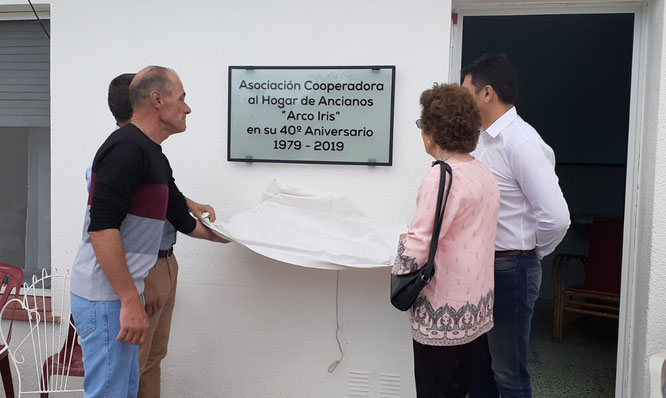 Asociación Cooperadora
al Hogar de Ancianos
"Arco Iris"
en su 40º Aniversario
1979 - 2019